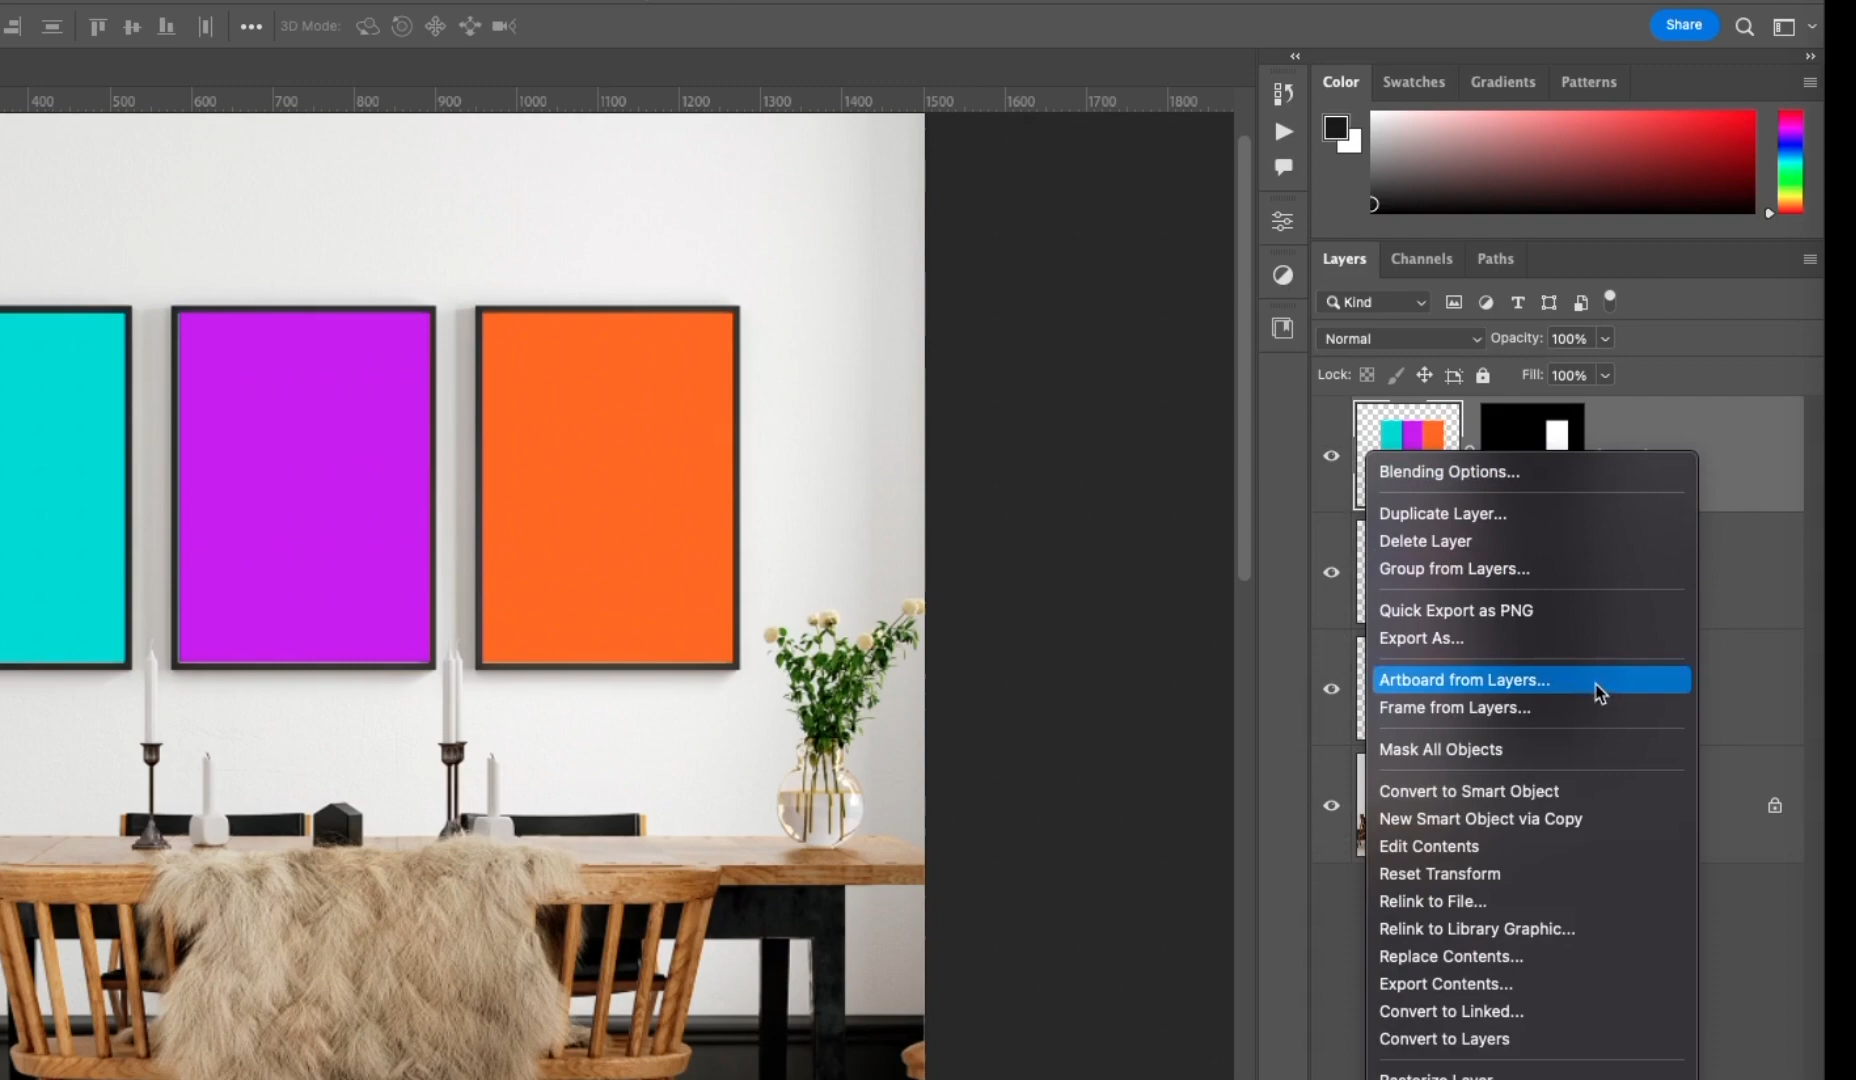 3D Mode:
Share
400 500 600 700 800 900 1000 1100 1200 1300 1400 1500 1600 1700 1800
Color Swatches Gradients Patterns
Layers Channels Paths
Kind
Normal Opacity: 100%
Lock: Fill: 100%
Blending Options...
Duplicate Layer...
Delete Layer
Group from Layers...
Quick Export as PNG
Export As...
Artboard from Layers...
Frame from Layers...
Mask All Objects
Convert to Smart Object
New Smart Object via Copy
Edit Contents
Reset Transform
Relink to File...
Relink to Library Graphic...
Replace Contents...
Export Contents...
Convert to Linked...
Convert to Layers